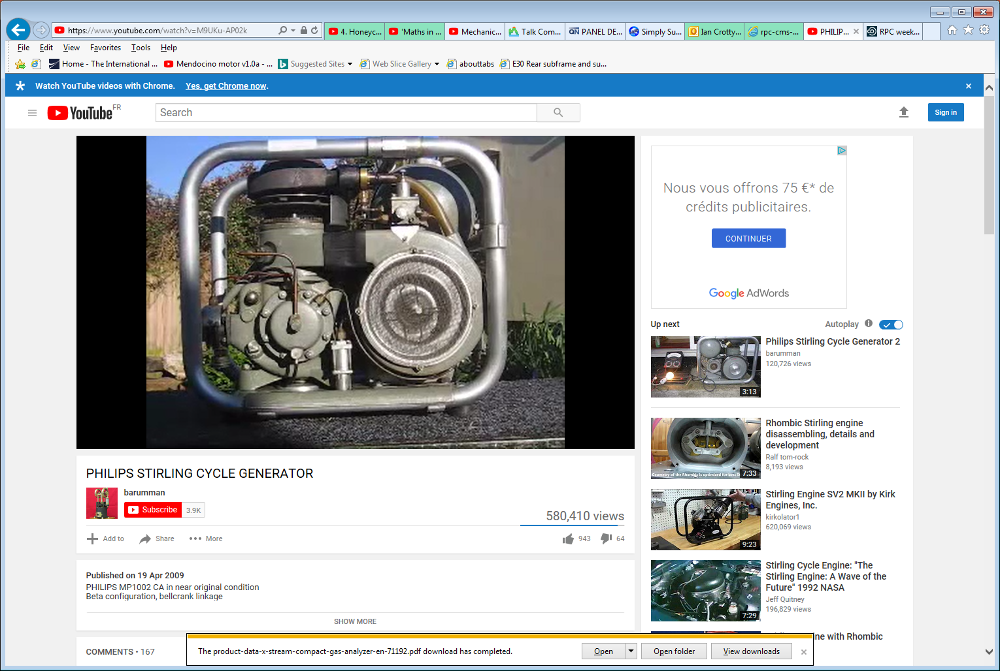 https://www.youtube.com/watch?v=M9UKu-AP02k
4. Honeyc...
'Maths in ...
Mechanic...
Talk Com...
PANEL DE...
Simply Su...
Ian Crotty...
rpc-cms-...
PHILIP...
RPC week...
File Edit View Favorites Tools Help
Home - The International ...
Mendocino motor v1.0a - ...
Suggested Sites
Web Slice Gallery
abouttabs
E30 Rear subframe and su...
Watch YouTube videos with Chrome. Yes, get Chrome now.
YouTube FR
Search
Sign in
Nous vous offrons 75 €* de
crédits publicitaires.
CONTINUER
Google AdWords
Up next
Autoplay
Philips Stirling Cycle Generator 2
barumman
120,726 views
3:13
Rhombic Stirling engine
disassembling, details and
development
Ralf tom-rock
8,193 views
Geometry of the Rhombic is optimized for best
7:33
Stirling Engine SV2 MKII by Kirk
Engines, Inc.
kirkolator1
620,069 views
9:23
Stirling Cycle Engine: "The
Stirling Engine: A Wave of the
Future" 1992 NASA
Jeff Quitney
196,829 views
7:29
with Rhombic
PHILIPS STIRLING CYCLE GENERATOR
barumman
Subscribe 3.9K
580,410 views
Add to Share More
943 64
Published on 19 Apr 2009
PHILIPS MP1002 CA in near original condition
Beta configuration, bellcrank linkage
SHOW MORE
COMMENTS • 167
The product-data-x-stream-compact-gas-analyzer-en-71192.pdf download has completed.
Open
Open folder
View downloads